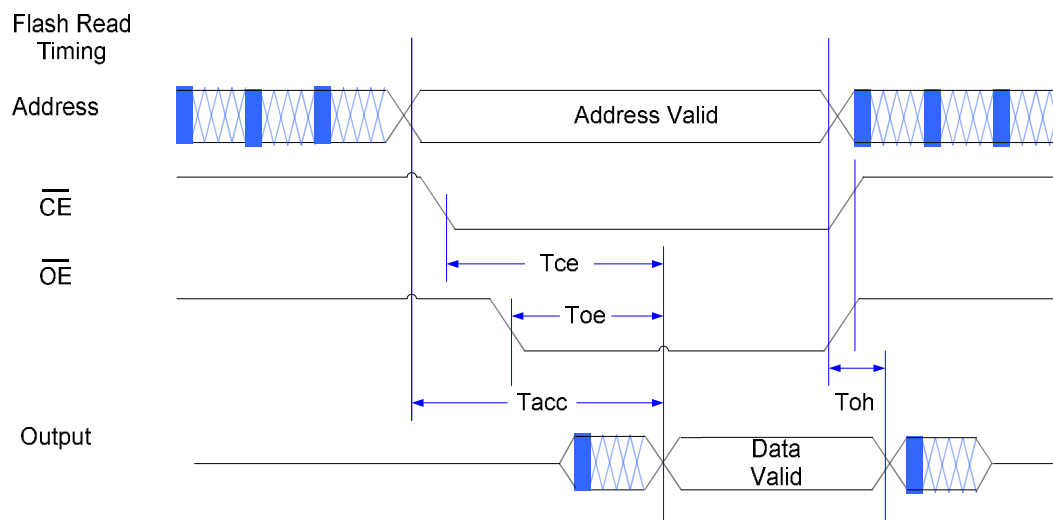 Flash Read
Timing
Address
Address Valid
CE
Tce
OE
Toe
Tacc
Toh
Output
Data
Valid